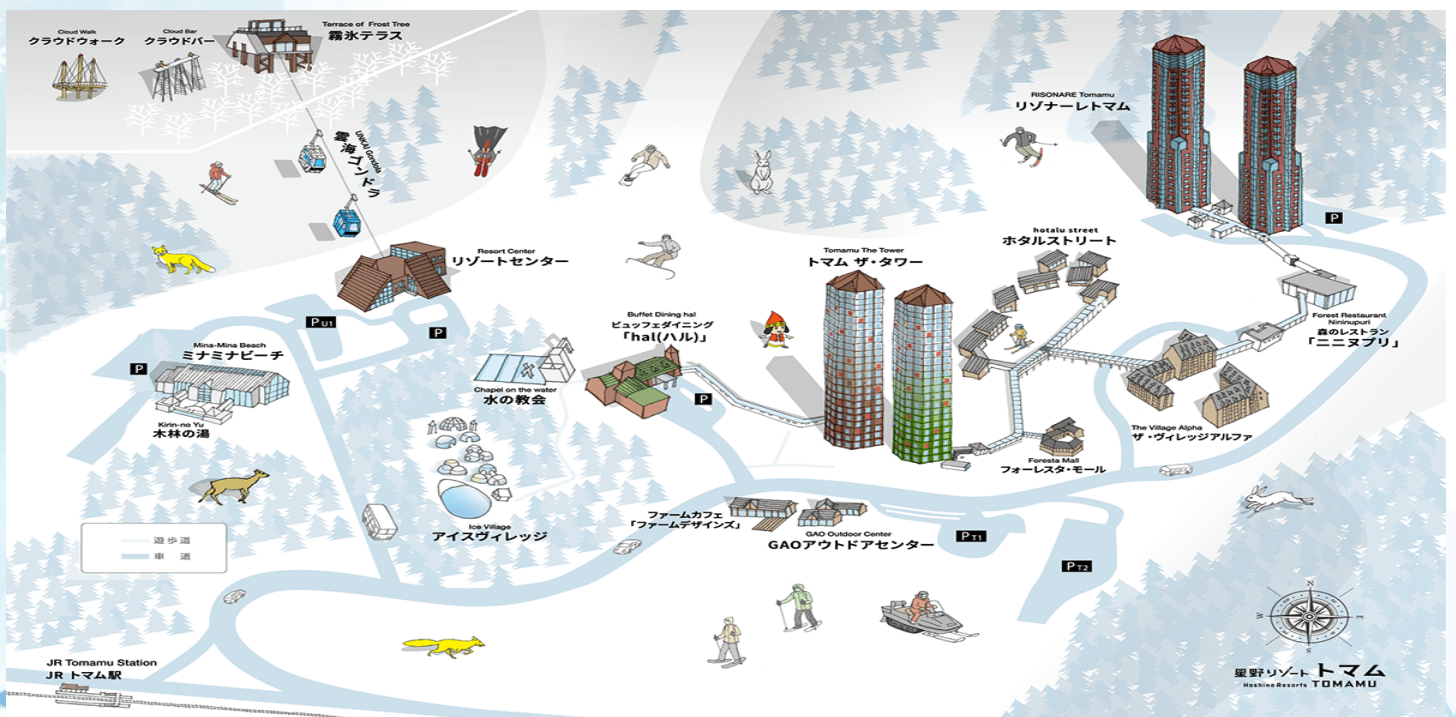 Cloud Walk
クラウドウォーク
Cloud Bar
クラウドバー
Terrace of Frost Tree
霧氷テラス
UNKAI Gondola
雲海ゴンドラ
RISONARE Tomamu
リゾナーレトマム
P
Resort Center
リゾートセンター
hotalu street
ホタルストリート
Tomamu The Tower
トマム ザ・タワー
P U1
P
Buffet Dining hal
ビュッフェダイニング
「hal(ハル)」
Forest Restaurant
Nininupuri
森のレストラン
「ニニヌプリ」
Mina-Mina Beach
ミナミナビーチ
P
Chapel on the water
水の教会
P
Kirin-no Yu
木林の湯
The Village Alpha
ザ・ヴィレッジアルファ
Foresta Mall
フォーレスタ・モール
Ice Village
アイスヴィレッジ
ファームカフェ
「ファームデザインズ」
GAO Outdoor Center
GAOアウトドアセンター
P T1
P T2
遊歩道
車 道
N
W
E
S
JR Tomamu Station
JR トマム駅
星野リゾート トマム
Hoshino Resorts TOMAMU